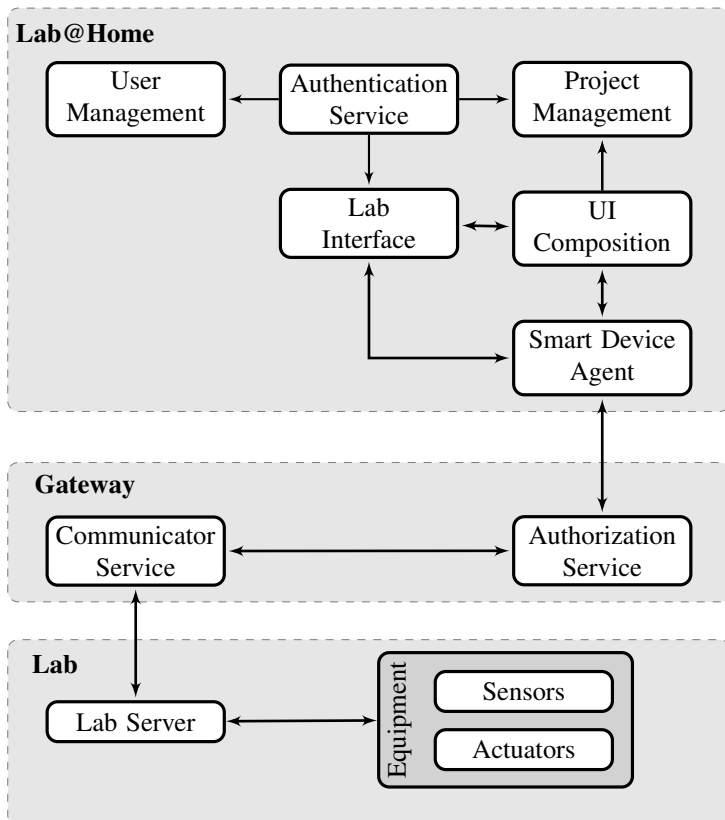 Lab@Home
User
Management
Authentication
Service
Project
Management
Lab
Interface
UI
Composition
Smart Device
Agent
Gateway
Communicator
Service
Authorization
Service
Lab
Lab Server
Equipment
Sensors
Actuators